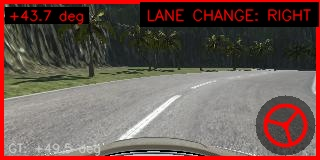 +43.7 deg
LANE CHANGE: RIGHT
GT: +49.5 deg